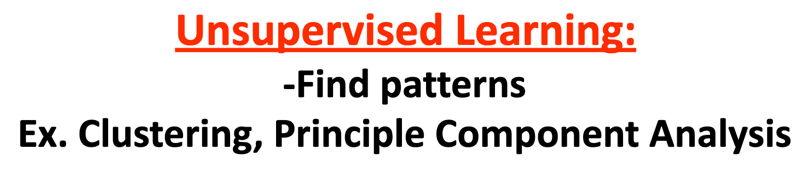 Unsupervised Learning:
-Find patterns
Ex. Clustering, Principle Component Analysis